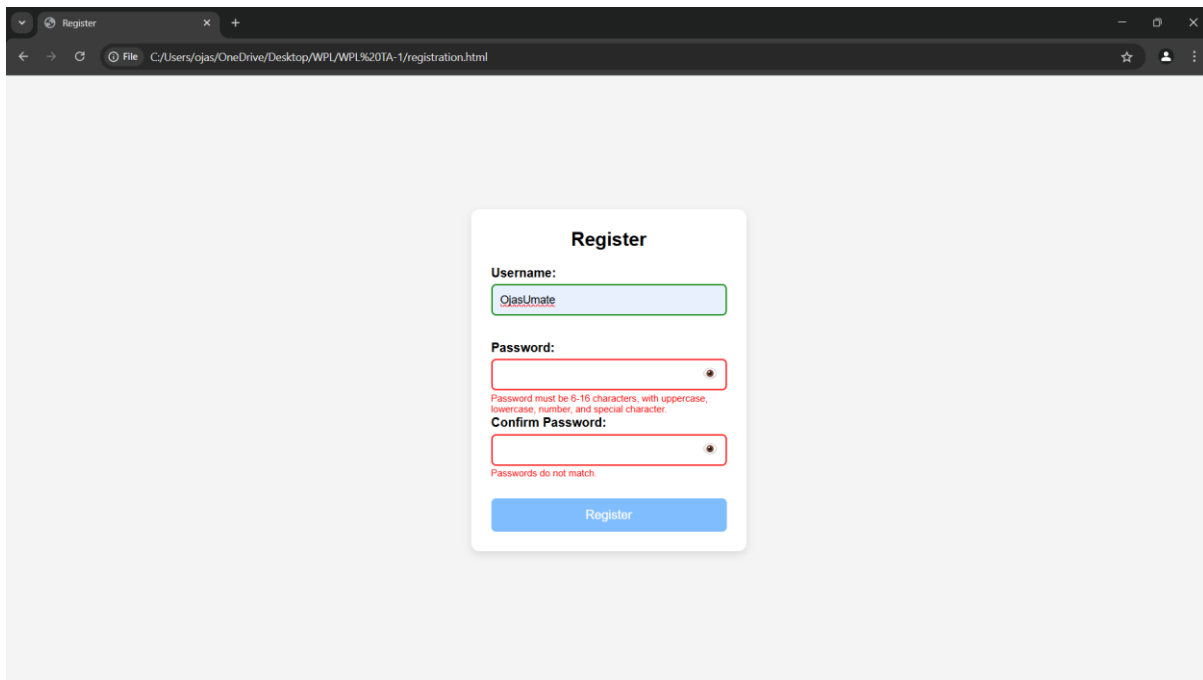 Register
File C:/Users/ojas/OneDrive/Desktop/WPL/WPL%20TA-1/registration.html
Register
Username:
OjasUmate
Password:
Password must be 6-16 characters, with uppercase,
lowercase, number, and special character.
Confirm Password:
Passwords do not match.
Register